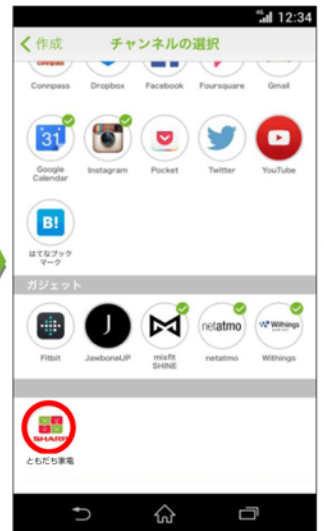 4G 12:34
作成 チャンネルの選択
Connpass Dropbox Facebook Foursquare Gmail
31
Google Calendar Instagram Pocket Twitter YouTube
B!
はてなブック
マーク
ガジェット
netatmo Withings
Fitbit JawboneUP misfit SHINE netatmo Withings
SHARP
ともだち家電